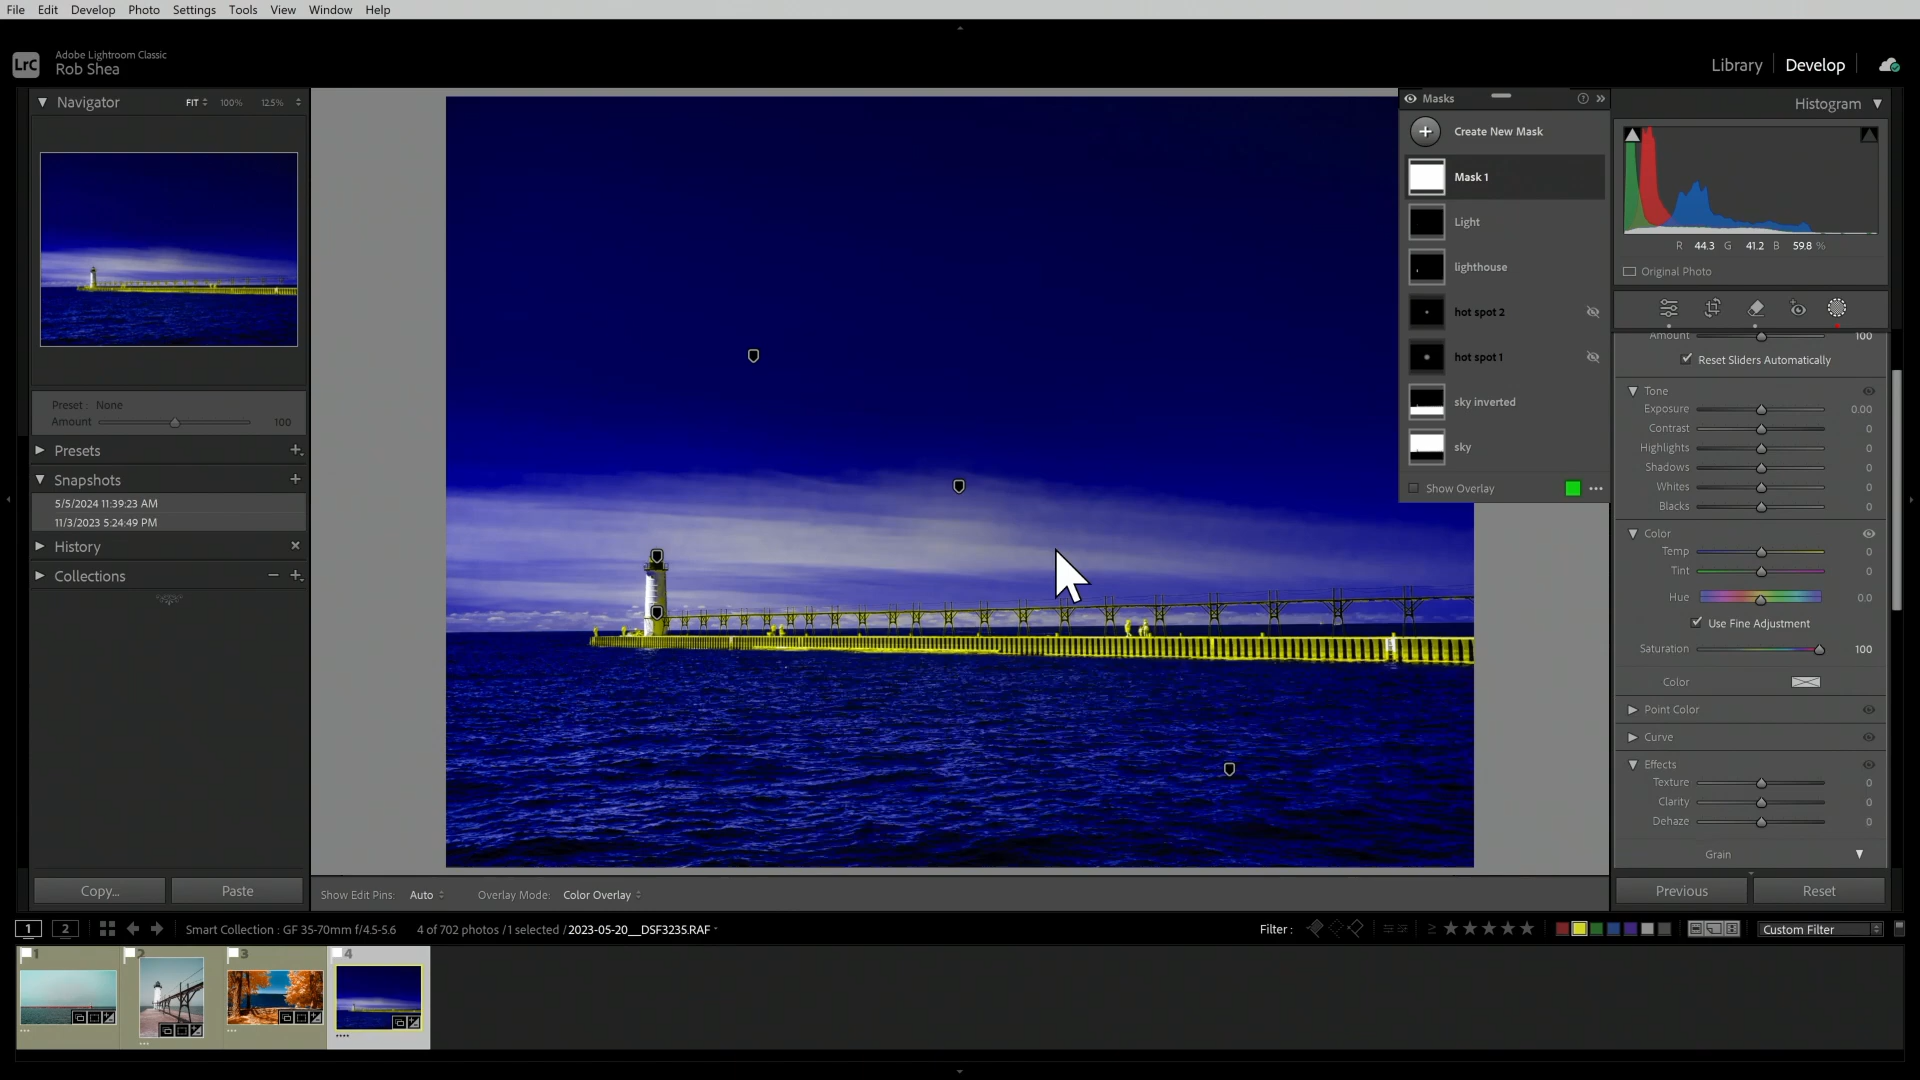 File Edit Develop Photo Settings Tools View Window Help
LrC
Adobe Lightroom Classic
Rob Shea
Library
Develop
Navigator
FIT 100% 12.5%
Preset : None
Amount 100
Presets
Snapshots
5/5/2024 11:39:23 AM
11/3/2023 5:24:49 PM
History
Collections
Copy... Paste
Masks
Create New Mask
Mask 1
Light
lighthouse
hot spot 2
hot spot 1
sky inverted
sky
Show Overlay
Histogram
R 44.3 G 41.2 B 59.8 %
Original Photo
Amount 100
Reset Sliders Automatically
Tone
Exposure 0.00
Contrast 0
Highlights 0
Shadows 0
Whites 0
Blacks 0
Color
Temp 0
Tint 0
Hue 0.0
Use Fine Adjustment
Saturation 100
Color
Point Color
Curve
Effects
Texture 0
Clarity 0
Dehaze 0
Grain
Previous Reset
Show Edit Pins: Auto Overlay Mode: Color Overlay
1 2 Smart Collection : GF 35-70mm f/4.5-5.6 4 of 702 photos / 1 selected / 2023-05-20__DSF3235.RAF Filter : Custom Filter
1 2 3 4